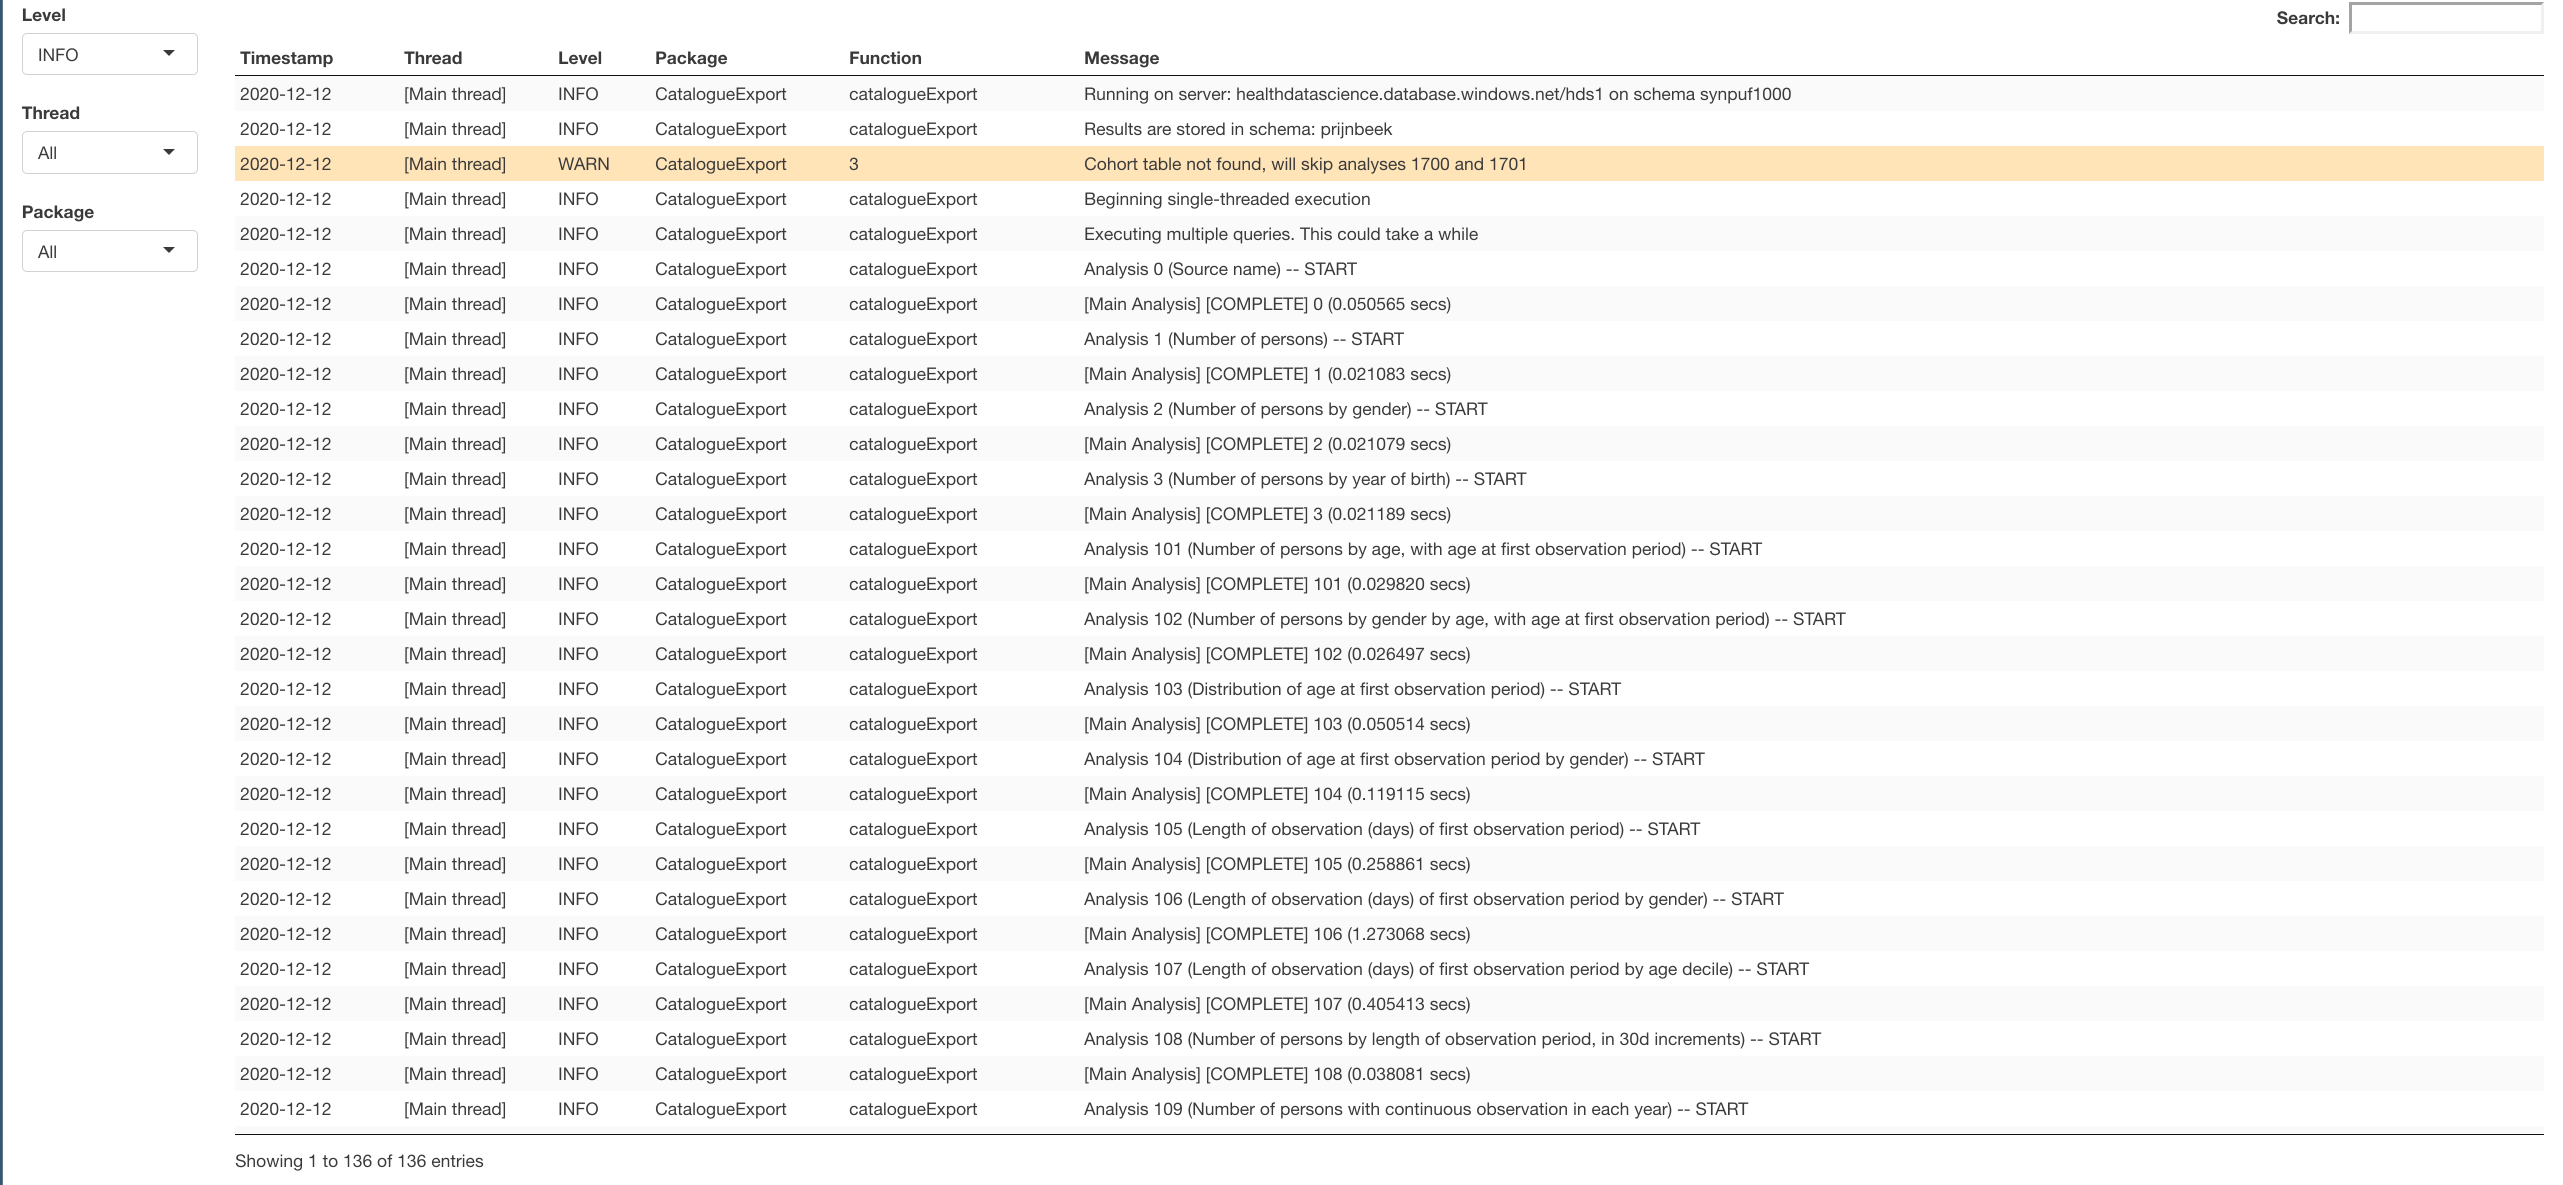 Level
INFO
Thread
All
Package
All
Search:
Timestamp Thread Level Package Function Message
2020-12-12 [Main thread] INFO CatalogueExport catalogueExport Running on server: healthdatascience.database.windows.net/hds1 on schema synpuf1000
2020-12-12 [Main thread] INFO CatalogueExport catalogueExport Results are stored in schema: prijnbeek
2020-12-12 [Main thread] WARN CatalogueExport 3 Cohort table not found, will skip analyses 1700 and 1701
2020-12-12 [Main thread] INFO CatalogueExport catalogueExport Beginning single-threaded execution
2020-12-12 [Main thread] INFO CatalogueExport catalogueExport Executing multiple queries. This could take a while
2020-12-12 [Main thread] INFO CatalogueExport catalogueExport Analysis 0 (Source name) -- START
2020-12-12 [Main thread] INFO CatalogueExport catalogueExport [Main Analysis] [COMPLETE] 0 (0.050565 secs)
2020-12-12 [Main thread] INFO CatalogueExport catalogueExport Analysis 1 (Number of persons) -- START
2020-12-12 [Main thread] INFO CatalogueExport catalogueExport [Main Analysis] [COMPLETE] 1 (0.021083 secs)
2020-12-12 [Main thread] INFO CatalogueExport catalogueExport Analysis 2 (Number of persons by gender) -- START
2020-12-12 [Main thread] INFO CatalogueExport catalogueExport [Main Analysis] [COMPLETE] 2 (0.021079 secs)
2020-12-12 [Main thread] INFO CatalogueExport catalogueExport Analysis 3 (Number of persons by year of birth) -- START
2020-12-12 [Main thread] INFO CatalogueExport catalogueExport [Main Analysis] [COMPLETE] 3 (0.021189 secs)
2020-12-12 [Main thread] INFO CatalogueExport catalogueExport Analysis 101 (Number of persons by age, with age at first observation period) -- START
2020-12-12 [Main thread] INFO CatalogueExport catalogueExport [Main Analysis] [COMPLETE] 101 (0.029820 secs)
2020-12-12 [Main thread] INFO CatalogueExport catalogueExport Analysis 102 (Number of persons by gender by age, with age at first observation period) -- START
2020-12-12 [Main thread] INFO CatalogueExport catalogueExport [Main Analysis] [COMPLETE] 102 (0.026497 secs)
2020-12-12 [Main thread] INFO CatalogueExport catalogueExport Analysis 103 (Distribution of age at first observation period) -- START
2020-12-12 [Main thread] INFO CatalogueExport catalogueExport [Main Analysis] [COMPLETE] 103 (0.050514 secs)
2020-12-12 [Main thread] INFO CatalogueExport catalogueExport Analysis 104 (Distribution of age at first observation period by gender) -- START
2020-12-12 [Main thread] INFO CatalogueExport catalogueExport [Main Analysis] [COMPLETE] 104 (0.119115 secs)
2020-12-12 [Main thread] INFO CatalogueExport catalogueExport Analysis 105 (Length of observation (days) of first observation period) -- START
2020-12-12 [Main thread] INFO CatalogueExport catalogueExport [Main Analysis] [COMPLETE] 105 (0.258861 secs)
2020-12-12 [Main thread] INFO CatalogueExport catalogueExport Analysis 106 (Length of observation (days) of first observation period by gender) -- START
2020-12-12 [Main thread] INFO CatalogueExport catalogueExport [Main Analysis] [COMPLETE] 106 (1.273068 secs)
2020-12-12 [Main thread] INFO CatalogueExport catalogueExport Analysis 107 (Length of observation (days) of first observation period by age decile) -- START
2020-12-12 [Main thread] INFO CatalogueExport catalogueExport [Main Analysis] [COMPLETE] 107 (0.405413 secs)
2020-12-12 [Main thread] INFO CatalogueExport catalogueExport Analysis 108 (Number of persons by length of observation period, in 30d increments) -- START
2020-12-12 [Main thread] INFO CatalogueExport catalogueExport [Main Analysis] [COMPLETE] 108 (0.038081 secs)
2020-12-12 [Main thread] INFO CatalogueExport catalogueExport Analysis 109 (Number of persons with continuous observation in each year) -- START
Showing 1 to 136 of 136 entries